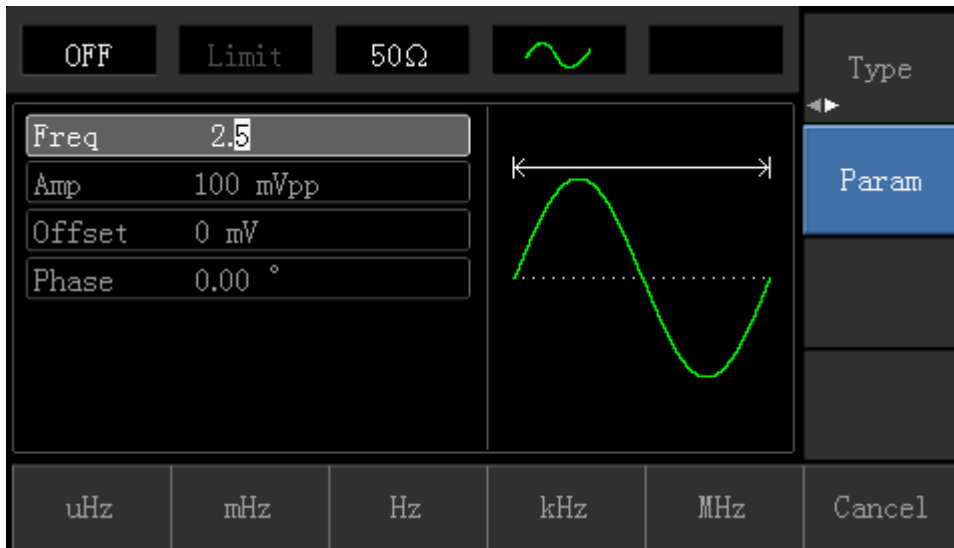 OFF Limit 50Ω
Type
Freq 2.5
Param
Amp 100 mVpp
Offset 0 mV
Phase 0.00 °
uHz mHz Hz kHz MHz Cancel